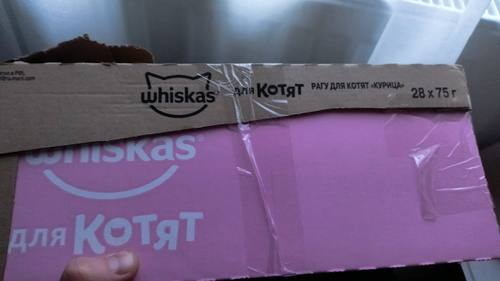 whiskas для КОТЯТ РАГУ ДЛЯ КОТЯТ «КУРИЦА» 28 x 75 г
whiskas
для КОТЯТ